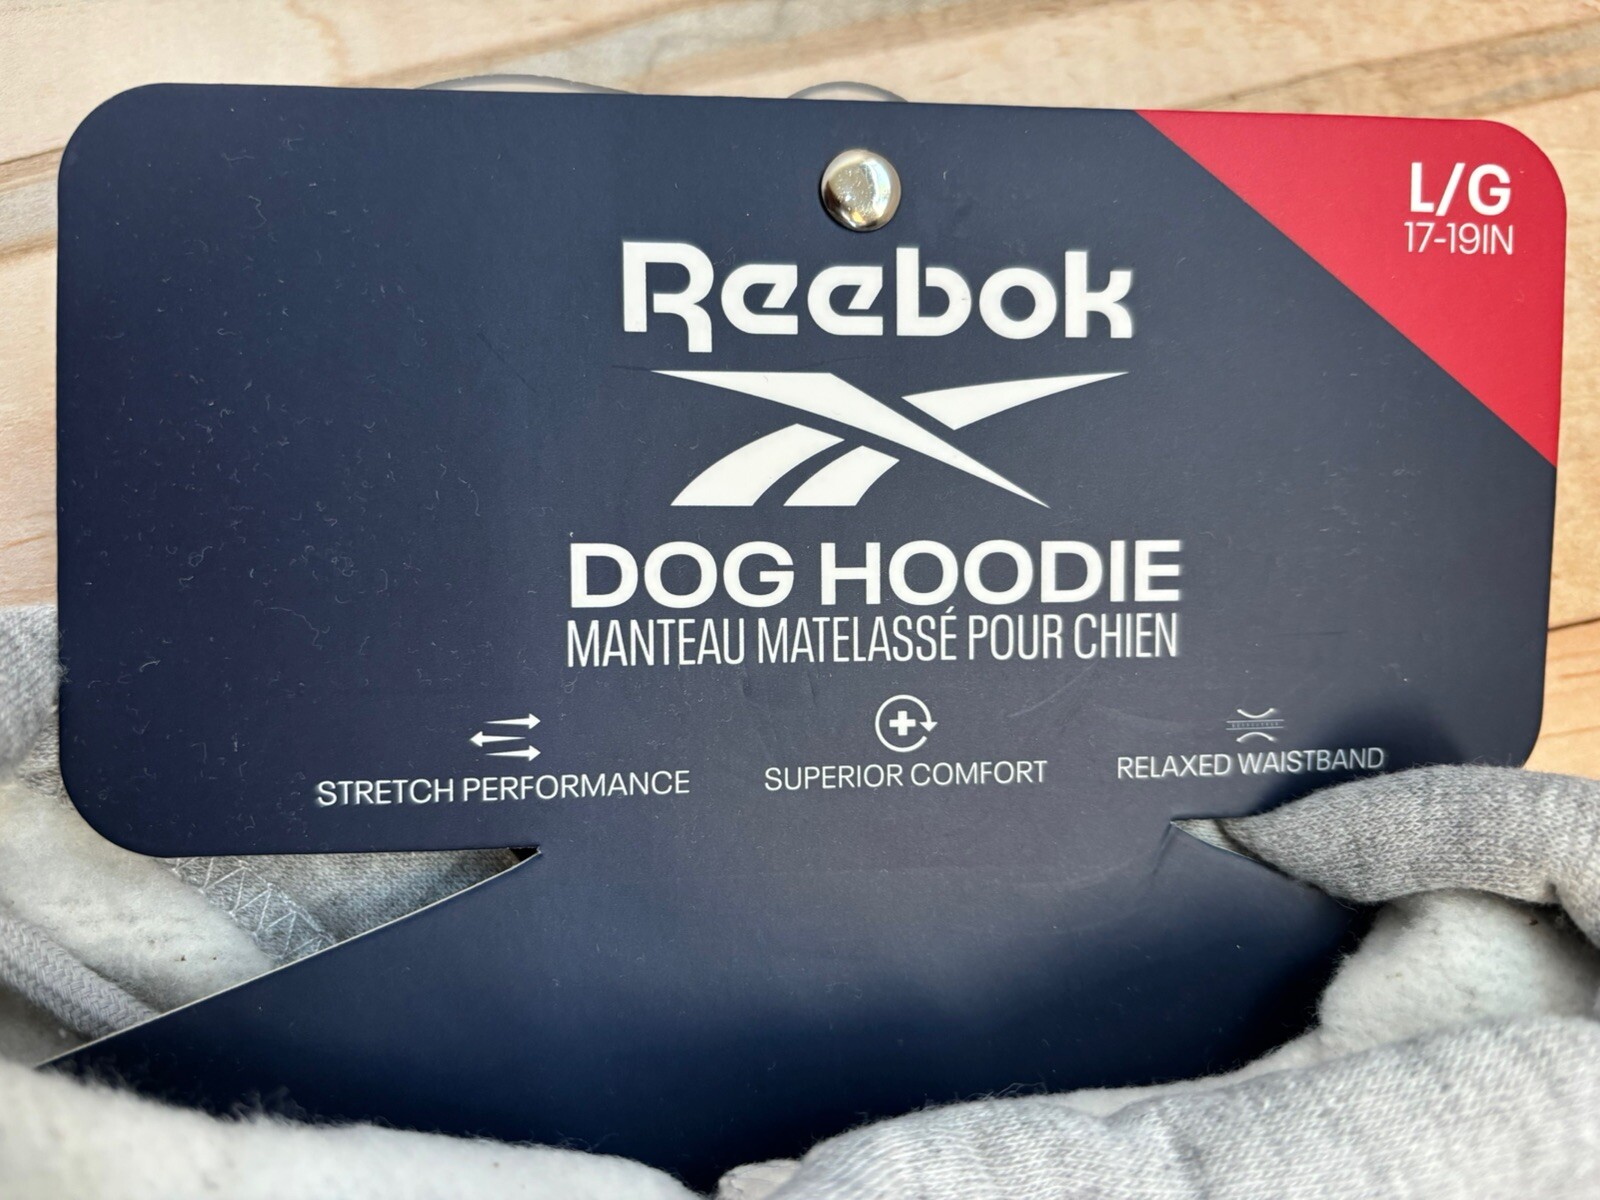 L/G
17-19IN
Reebok
DOG HOODIE
MANTEAU MATELASSÉ POUR CHIEN
STRETCH PERFORMANCE
SUPERIOR COMFORT
RELAXED WAISTBAND